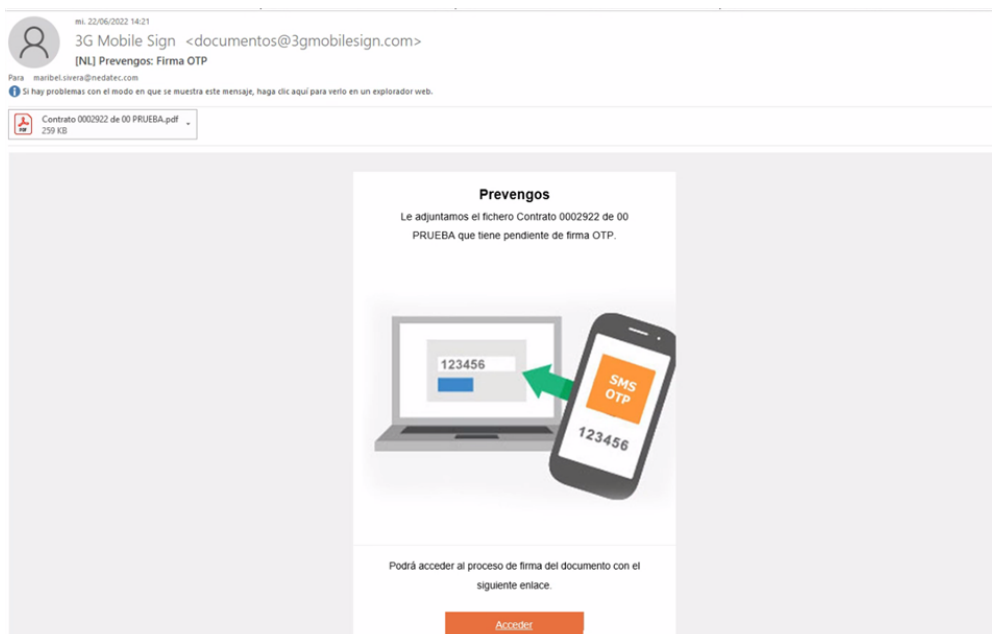 mi. 22/06/2022 14:21
3G Mobile Sign <documentos@3gmobilesign.com>
[NL] Prevengos: Firma OTP
Para maribel.sivera@nedatec.com
Si hay problemas con el modo en que se muestra este mensaje, haga clic aquí para verlo en un explorador web.
PDF
Contrato 0002922 de 00 PRUEBA.pdf
259 KB
Prevengos
Le adjuntamos el fichero Contrato 0002922 de 00
PRUEBA que tiene pendiente de firma OTP.
123456
SMS
OTP
123456
Podrá acceder al proceso de firma del documento con el
siguiente enlace.
Acceder